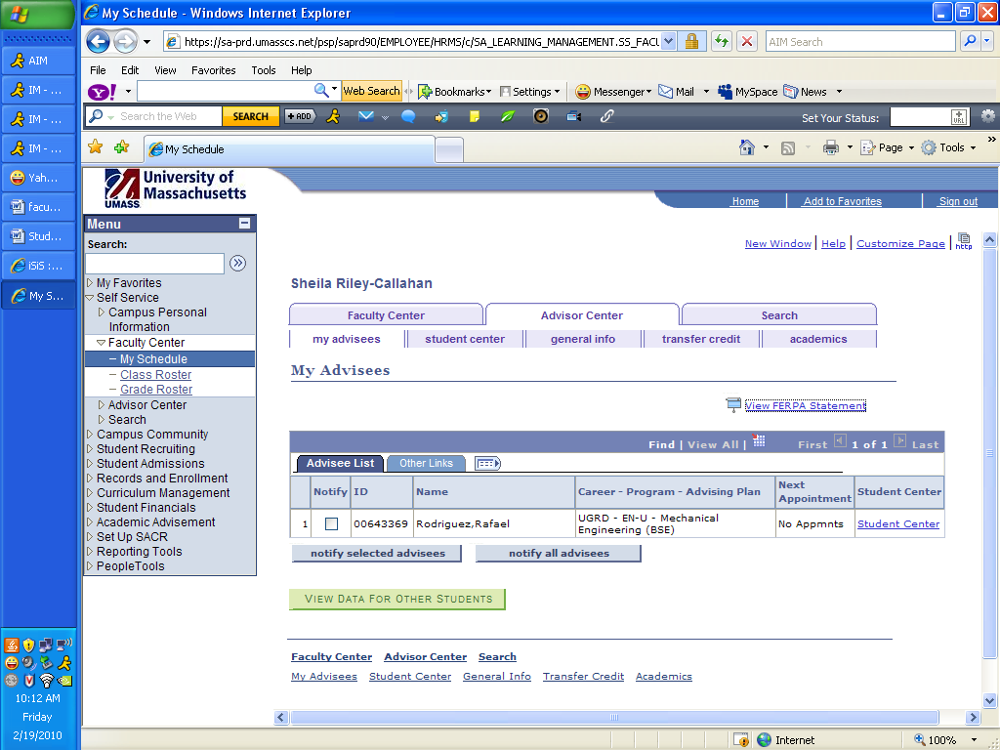 My Schedule - Windows Internet Explorer
https://sa-prd.umasscs.net/psp/saprd90/EMPLOYEE/HRMS/c/SA_LEARNING_MANAGEMENT.SS_FACU
AIM Search
File Edit View Favorites Tools Help
Y! Web Search Bookmarks Settings Messenger Mail MySpace News
Search the Web SEARCH +ADD Set Your Status: URL
My Schedule Page Tools
AIM
IM - ...
IM - ...
IM - ...
Yah...
facu...
Stud...
iSiS :...
My S...
10:12 AM
Friday
2/19/2010
UMASS
University of
Massachusetts
Home Add to Favorites Sign out
New Window | Help | Customize Page | http
Menu
Search:
My Favorites
Self Service
Campus Personal
Information
Faculty Center
– My Schedule
– Class Roster
– Grade Roster
Advisor Center
Search
Campus Community
Student Recruiting
Student Admissions
Records and Enrollment
Curriculum Management
Student Financials
Academic Advisement
Set Up SACR
Reporting Tools
PeopleTools
Sheila Riley-Callahan
Faculty Center Advisor Center Search
my advisees student center general info transfer credit academics
My Advisees
View FERPA Statement
Find | View All | First 1 of 1 Last
Advisee List Other Links
Notify ID Name Career - Program - Advising Plan Next Appointment Student Center
1 00643369 Rodriguez,Rafael UGRD - EN-U - Mechanical Engineering (BSE) No Appmnts Student Center
notify selected advisees notify all advisees
VIEW DATA FOR OTHER STUDENTS
Faculty Center Advisor Center Search
My Advisees Student Center General Info Transfer Credit Academics
Internet 100%